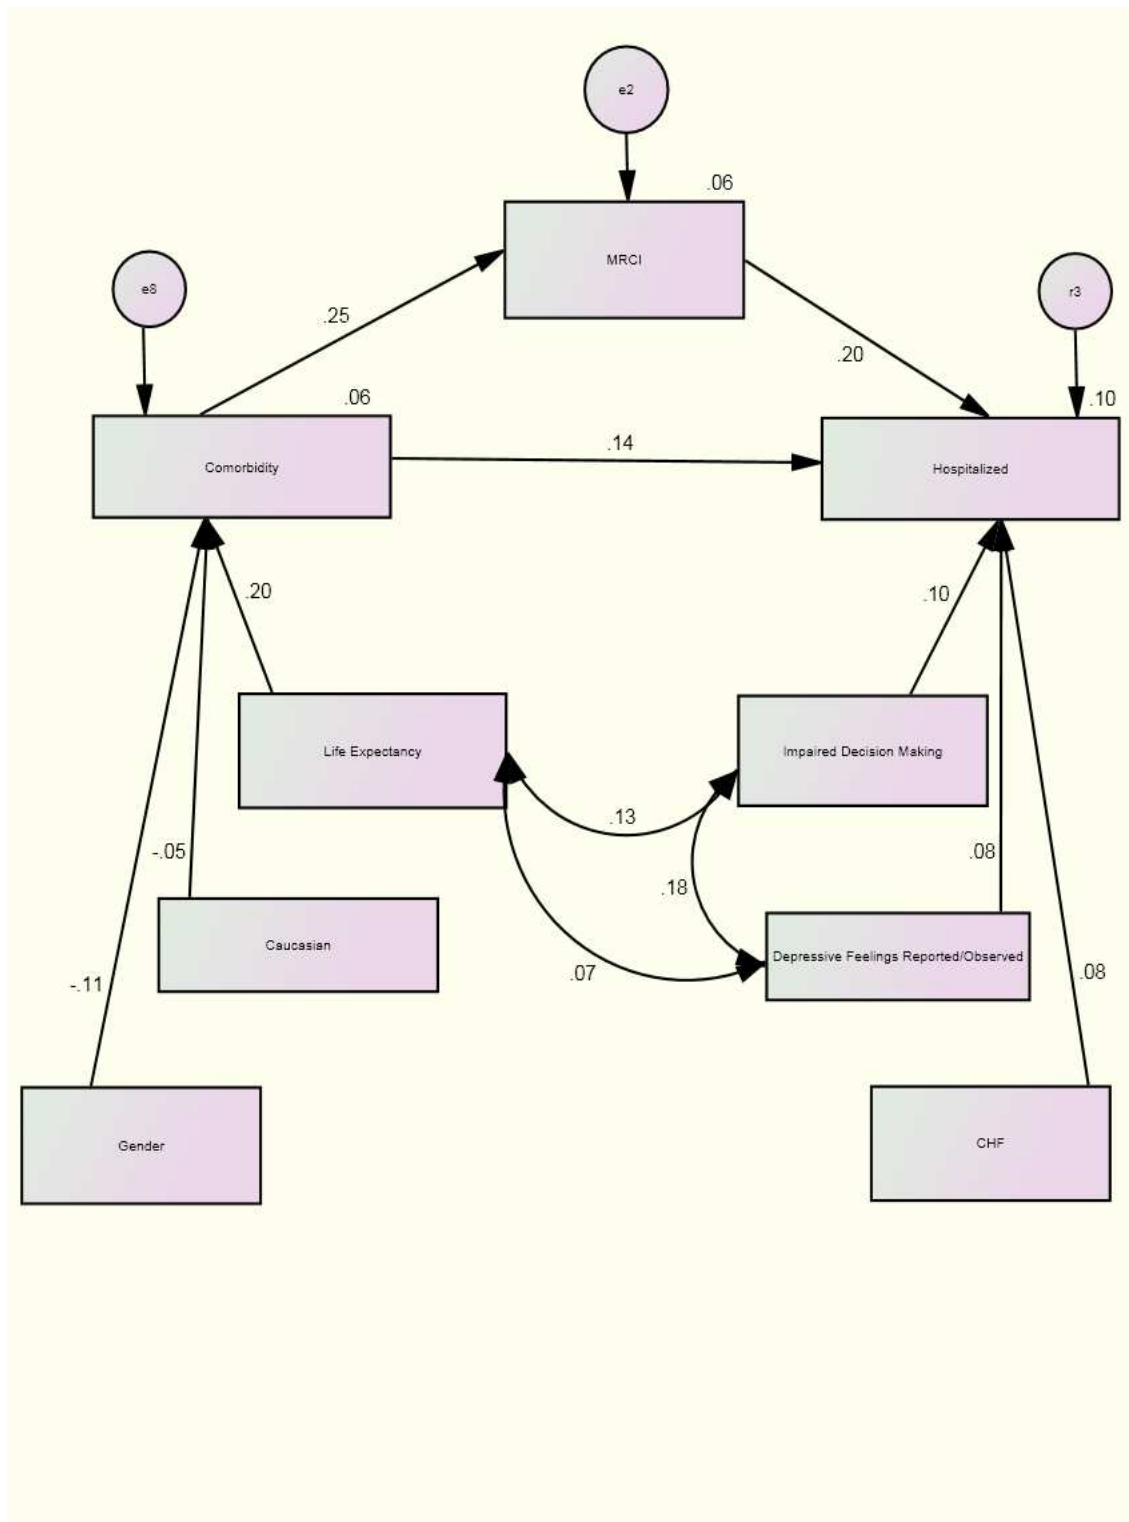 e2
.06
MRCI
e8
r3
.25
.20
.06
.10
.14
Comorbidity
Hospitalized
.20
.10
Life Expectancy
Impaired Decision Making
.13
-.05
.08
.18
Caucasian
Depressive Feelings Reported/Observed
.07
-.11
.08
Gender
CHF